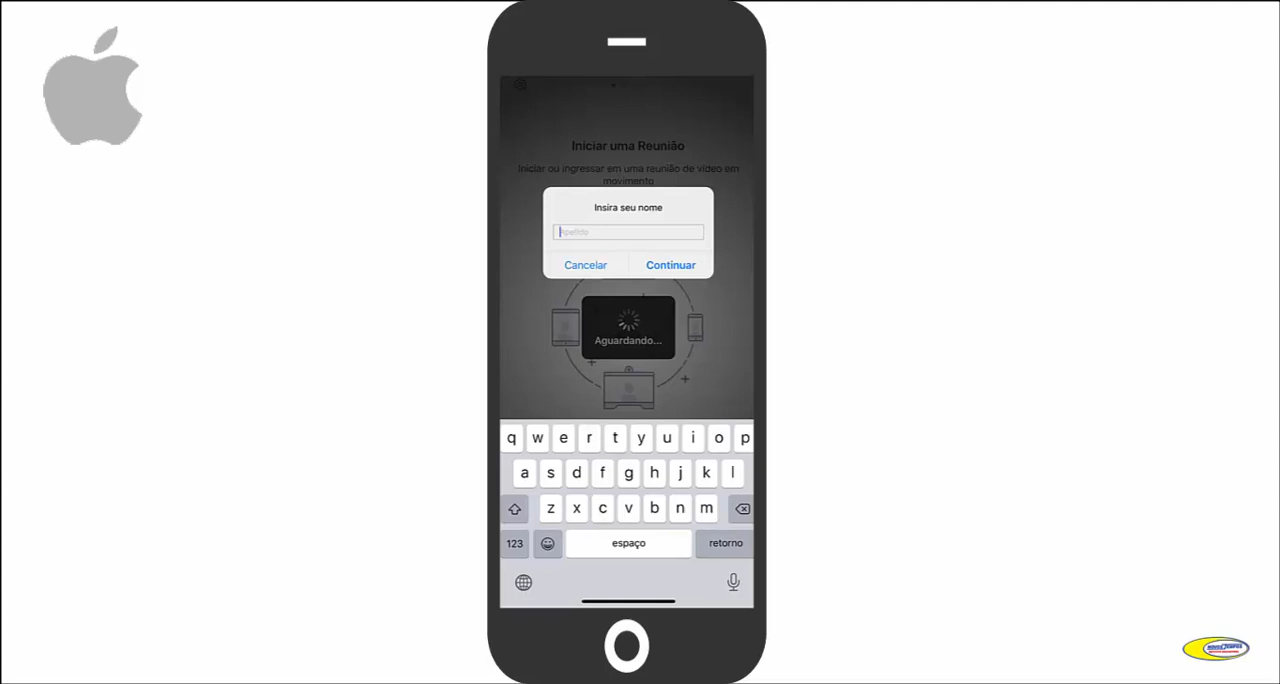 Iniciar uma Reunião
Iniciar ou ingressar em uma reunião de vídeo em
movimento
Insira seu nome
Apelido
Cancelar Continuar
Aguardando...
q w e r t y u i o p
a s d f g h j k l
z x c v b n m
123 espaço retorno